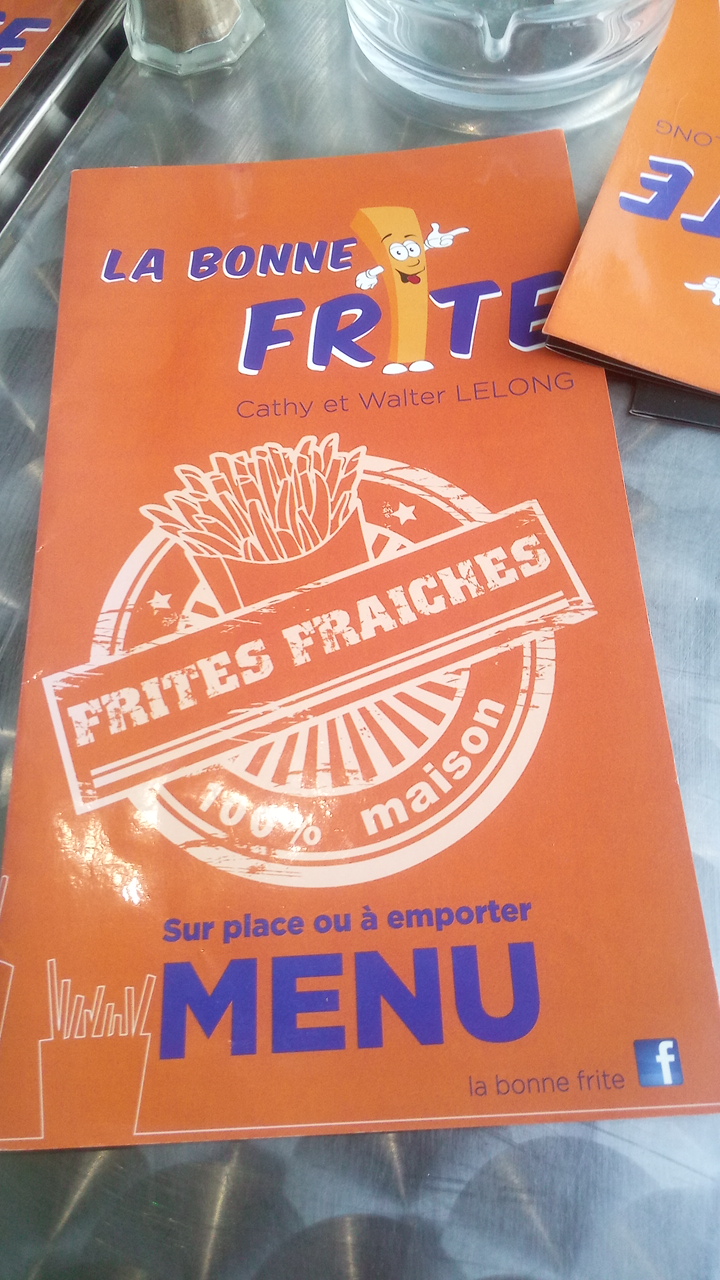 LA BONNE
FRITE
Cathy et Walter LELONG
FRITES FRAICHES
100% maison
Sur place ou à emporter
MENU
la bonne frite f